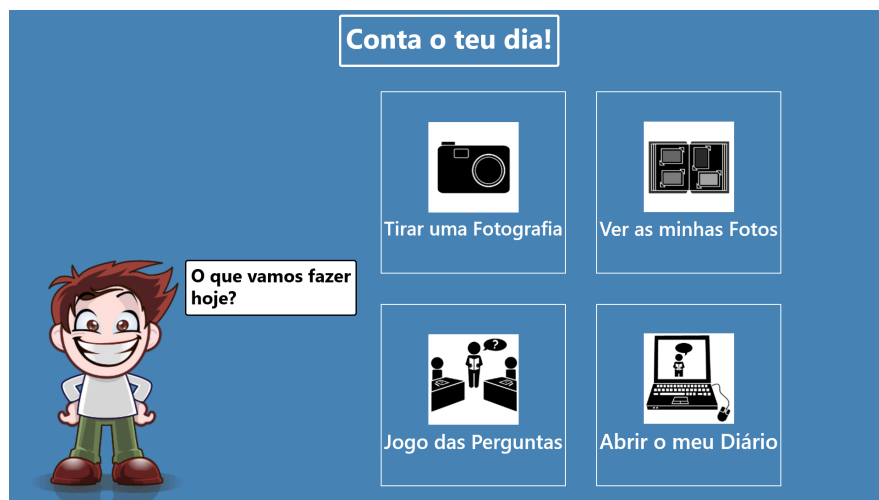 Conta o teu dia!
Tirar uma Fotografia
Ver as minhas Fotos
O que vamos fazer
hoje?
?
Jogo das Perguntas
Abrir o meu Diário